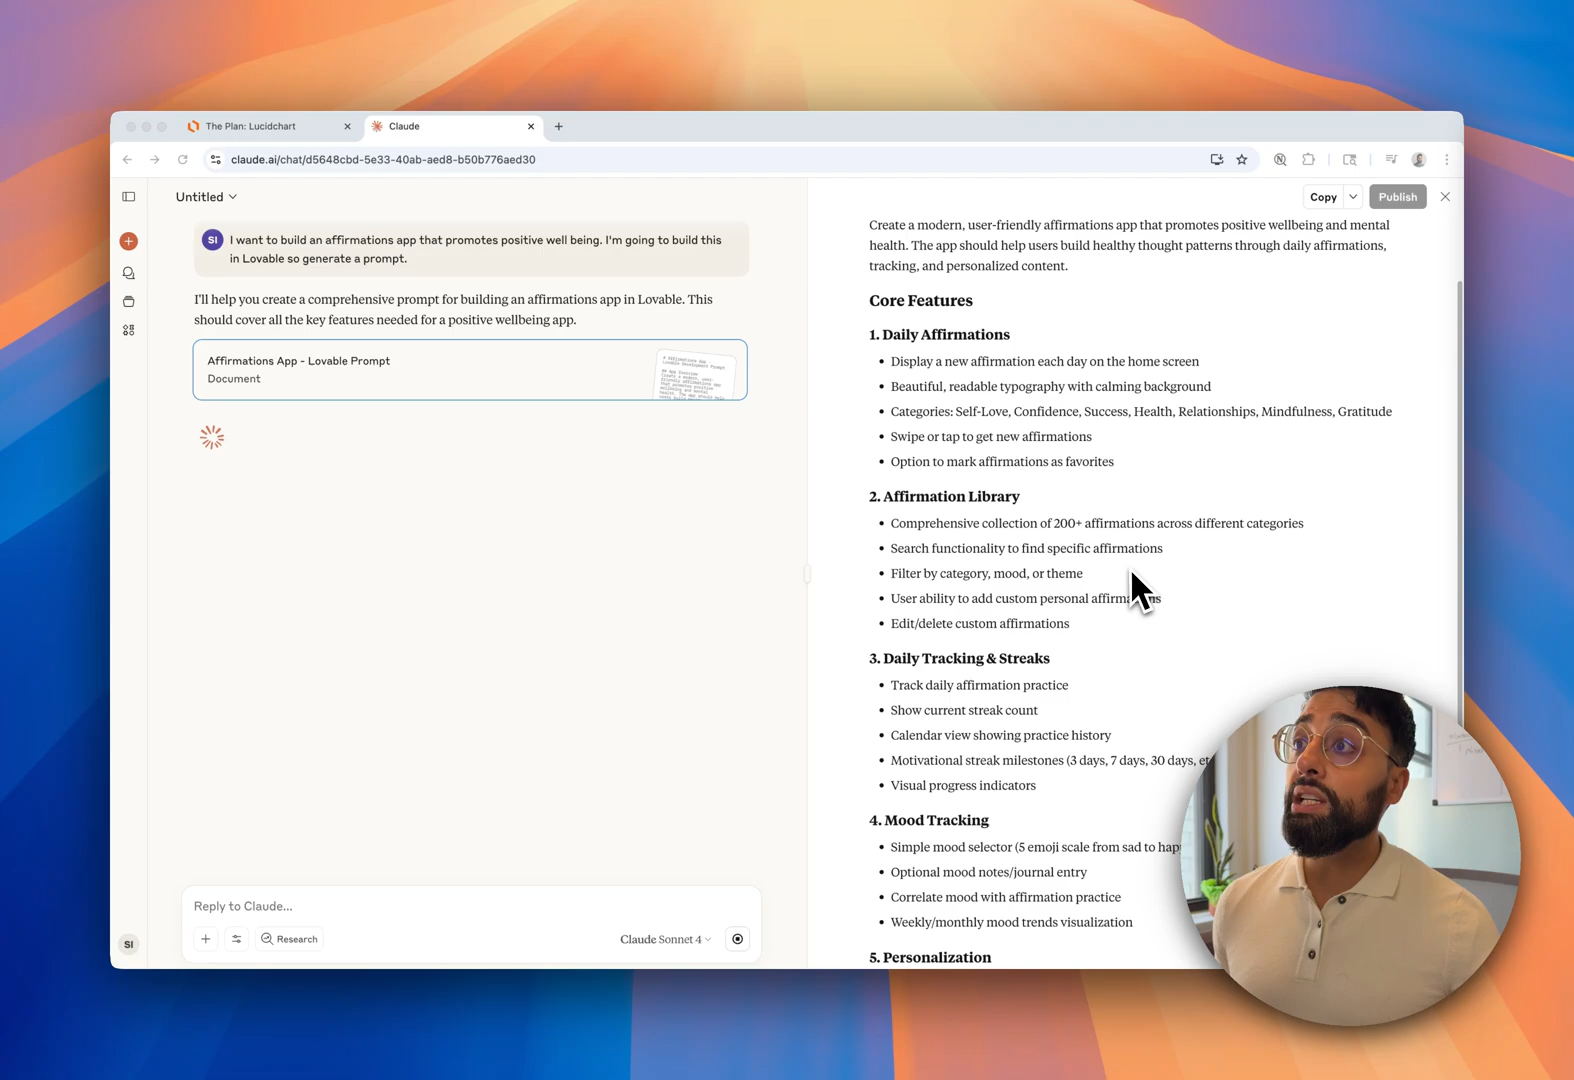 The Plan: Lucidchart
Claude
claude.ai/chat/d5648cbd-5e33-40ab-aed8-b50b776aed30
Untitled
Copy
Publish
SI
I want to build an affirmations app that promotes positive well being. I'm going to build this
in Lovable so generate a prompt.
I'll help you create a comprehensive prompt for building an affirmations app in Lovable. This
should cover all the key features needed for a positive wellbeing app.
Affirmations App - Lovable Prompt
Document
Reply to Claude...
Research
Claude Sonnet 4
SI
Create a modern, user-friendly affirmations app that promotes positive wellbeing and mental
health. The app should help users build healthy thought patterns through daily affirmations,
tracking, and personalized content.
Core Features
1. Daily Affirmations
• Display a new affirmation each day on the home screen
• Beautiful, readable typography with calming background
• Categories: Self-Love, Confidence, Success, Health, Relationships, Mindfulness, Gratitude
• Swipe or tap to get new affirmations
• Option to mark affirmations as favorites
2. Affirmation Library
• Comprehensive collection of 200+ affirmations across different categories
• Search functionality to find specific affirmations
• Filter by category, mood, or theme
• User ability to add custom personal affirmations
• Edit/delete custom affirmations
3. Daily Tracking & Streaks
• Track daily affirmation practice
• Show current streak count
• Calendar view showing practice history
• Motivational streak milestones (3 days, 7 days, 30 days, et
• Visual progress indicators
4. Mood Tracking
• Simple mood selector (5 emoji scale from sad to hap
• Optional mood notes/journal entry
• Correlate mood with affirmation practice
• Weekly/monthly mood trends visualization
5. Personalization